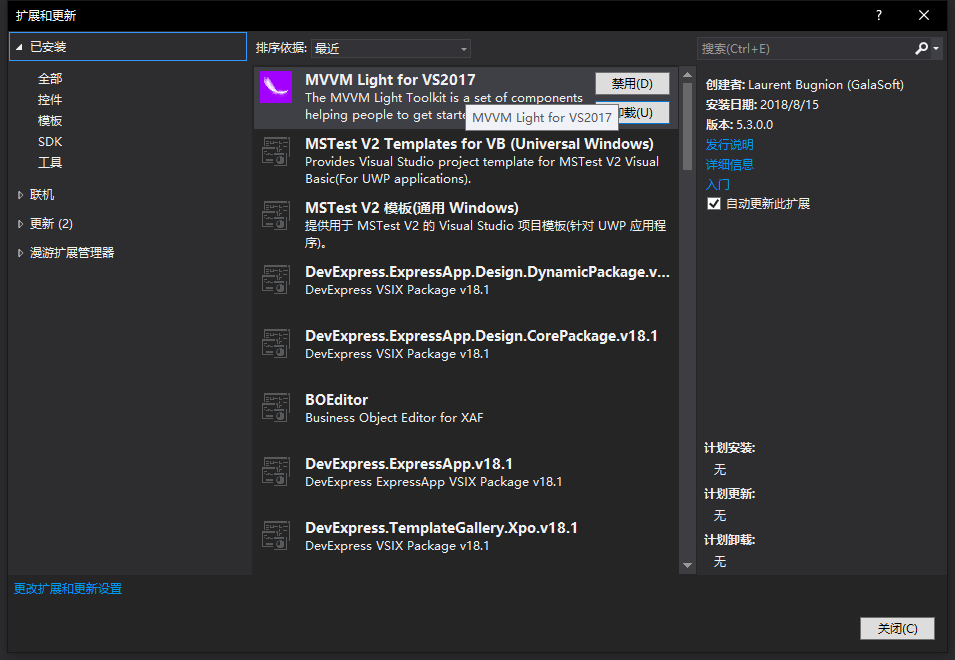 扩展和更新
?
已安装
全部
控件
模板
SDK
工具
联机
更新 (2)
漫游扩展管理器
排序依据: 最近
MVVM Light for VS2017
The MVVM Light Toolkit is a set of components
helping people to get starte
禁用(D)
卸载(U)
MVVM Light for VS2017
MSTest V2 Templates for VB (Universal Windows)
Provides Visual Studio project template for MSTest V2 Visual
Basic(For UWP applications).
MSTest V2 模板(通用 Windows)
提供用于 MSTest V2 的 Visual Studio 项目模板(针对 UWP 应用程
序)。
DevExpress.ExpressApp.Design.DynamicPackage.v...
DevExpress VSIX Package v18.1
DevExpress.ExpressApp.Design.CorePackage.v18.1
DevExpress VSIX Package v18.1
BOEditor
Business Object Editor for XAF
DevExpress.ExpressApp.v18.1
DevExpress ExpressApp VSIX Package v18.1
DevExpress.TemplateGallery.Xpo.v18.1
DevExpress VSIX Package v18.1
搜索(Ctrl+E)
创建者: Laurent Bugnion (GalaSoft)
安装日期: 2018/8/15
版本: 5.3.0.0
发行说明
详细信息
入门
自动更新此扩展
计划安装:
无
计划更新:
无
计划卸载:
无
更改扩展和更新设置
关闭(C)